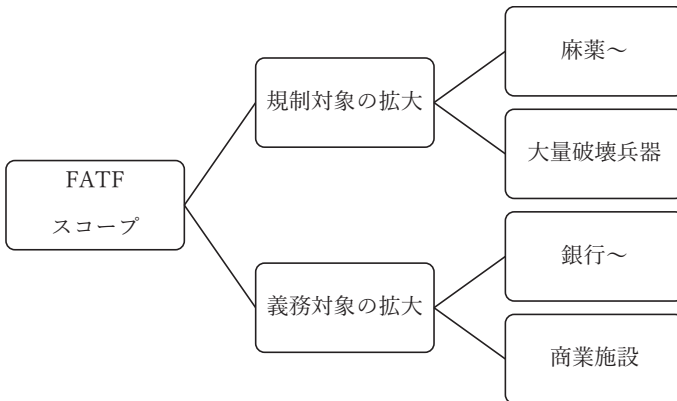 FATF
スコープ
規制対象の拡大
麻薬～
大量破壊兵器
義務対象の拡大
銀行～
商業施設